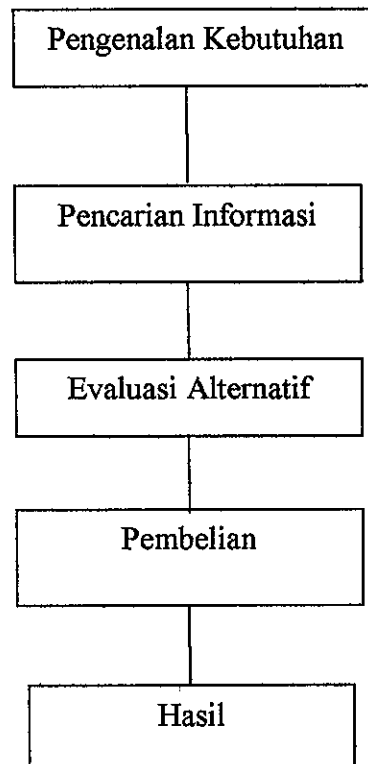 Pengenalan Kebutuhan
Pencarian Informasi
Evaluasi Alternatif
Pembelian
Hasil